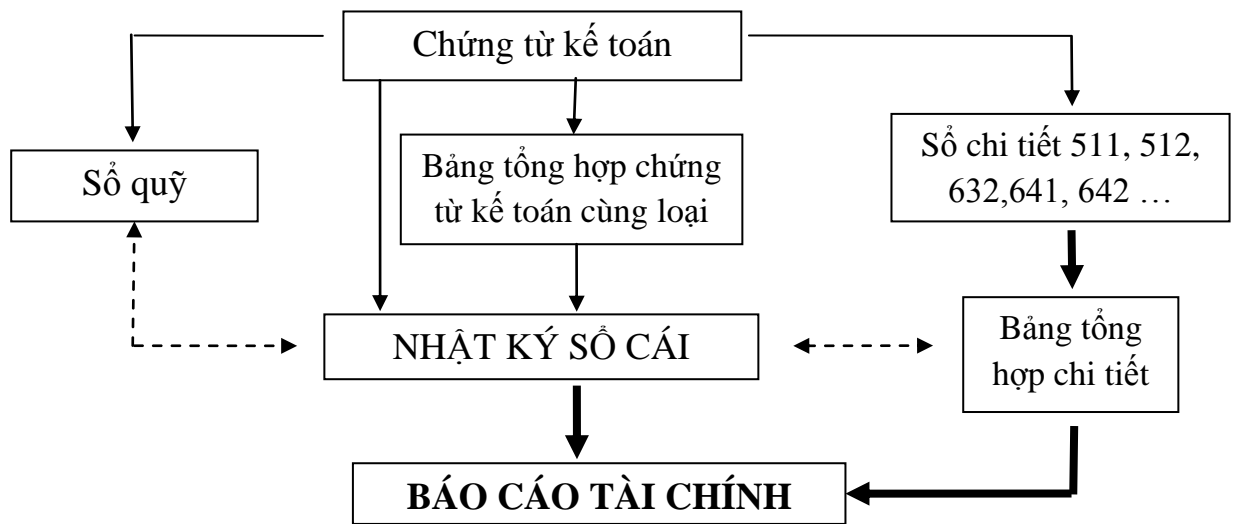 Chứng từ kế toán
Sổ quỹ
Bảng tổng hợp chứng
từ kế toán cùng loại
Sổ chi tiết 511, 512,
632,641, 642 …
NHẬT KÝ SỔ CÁI
Bảng tổng
hợp chi tiết
BÁO CÁO TÀI CHÍNH